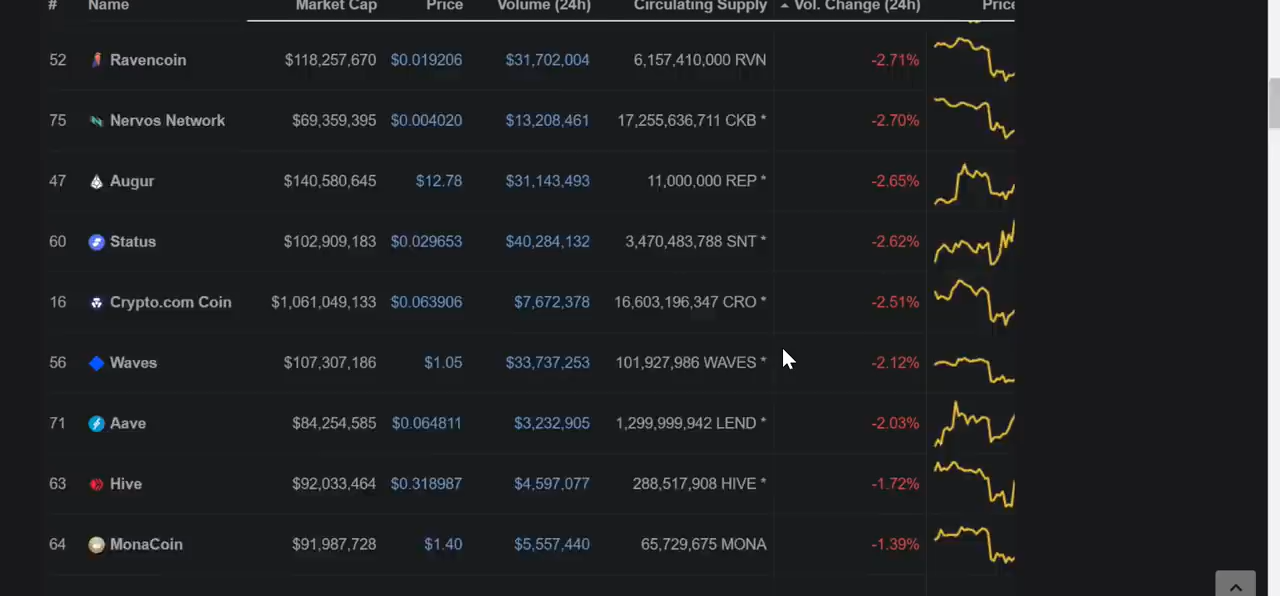 # Name Market Cap Price Volume (24h) Circulating Supply Vol. Change (24h) Price
52 Ravencoin $118,257,670 $0.019206 $31,702,004 6,157,410,000 RVN -2.71%
75 Nervos Network $69,359,395 $0.004020 $13,208,461 17,255,636,711 CKB * -2.70%
47 Augur $140,580,645 $12.78 $31,143,493 11,000,000 REP * -2.65%
60 Status $102,909,183 $0.029653 $40,284,132 3,470,483,788 SNT * -2.62%
16 Crypto.com Coin $1,061,049,133 $0.063906 $7,672,378 16,603,196,347 CRO * -2.51%
56 Waves $107,307,186 $1.05 $33,737,253 101,927,986 WAVES * -2.12%
71 Aave $84,254,585 $0.064811 $3,232,905 1,299,999,942 LEND * -2.03%
63 Hive $92,033,464 $0.318987 $4,597,077 288,517,908 HIVE * -1.72%
64 MonaCoin $91,987,728 $1.40 $5,557,440 65,729,675 MONA -1.39%